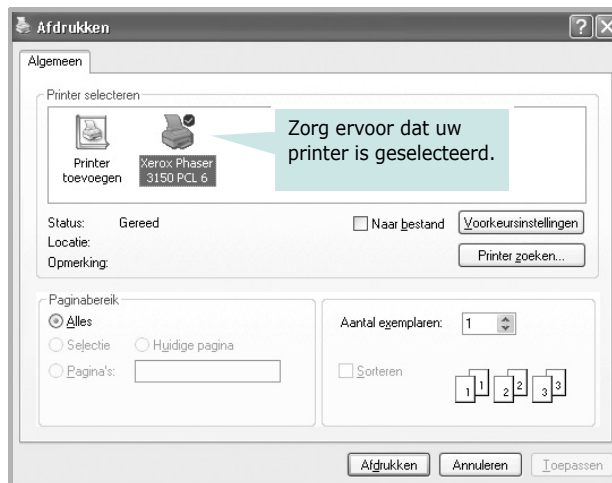 Afdrukken
Algemeen
Printer selecteren
Printer toevoegen
Xerox Phaser 3150 PCL 6
Zorg ervoor dat uw
printer is geselecteerd.
Status: Gereed
Locatie:
Opmerking:
Naar bestand
Voorkeursinstellingen
Printer zoeken...
Paginabereik
Alles
Selectie Huidige pagina
Pagina's:
Aantal exemplaren: 1
Sorteren
1 1 2 2 3 3
Afdrukken Annuleren Toepassen